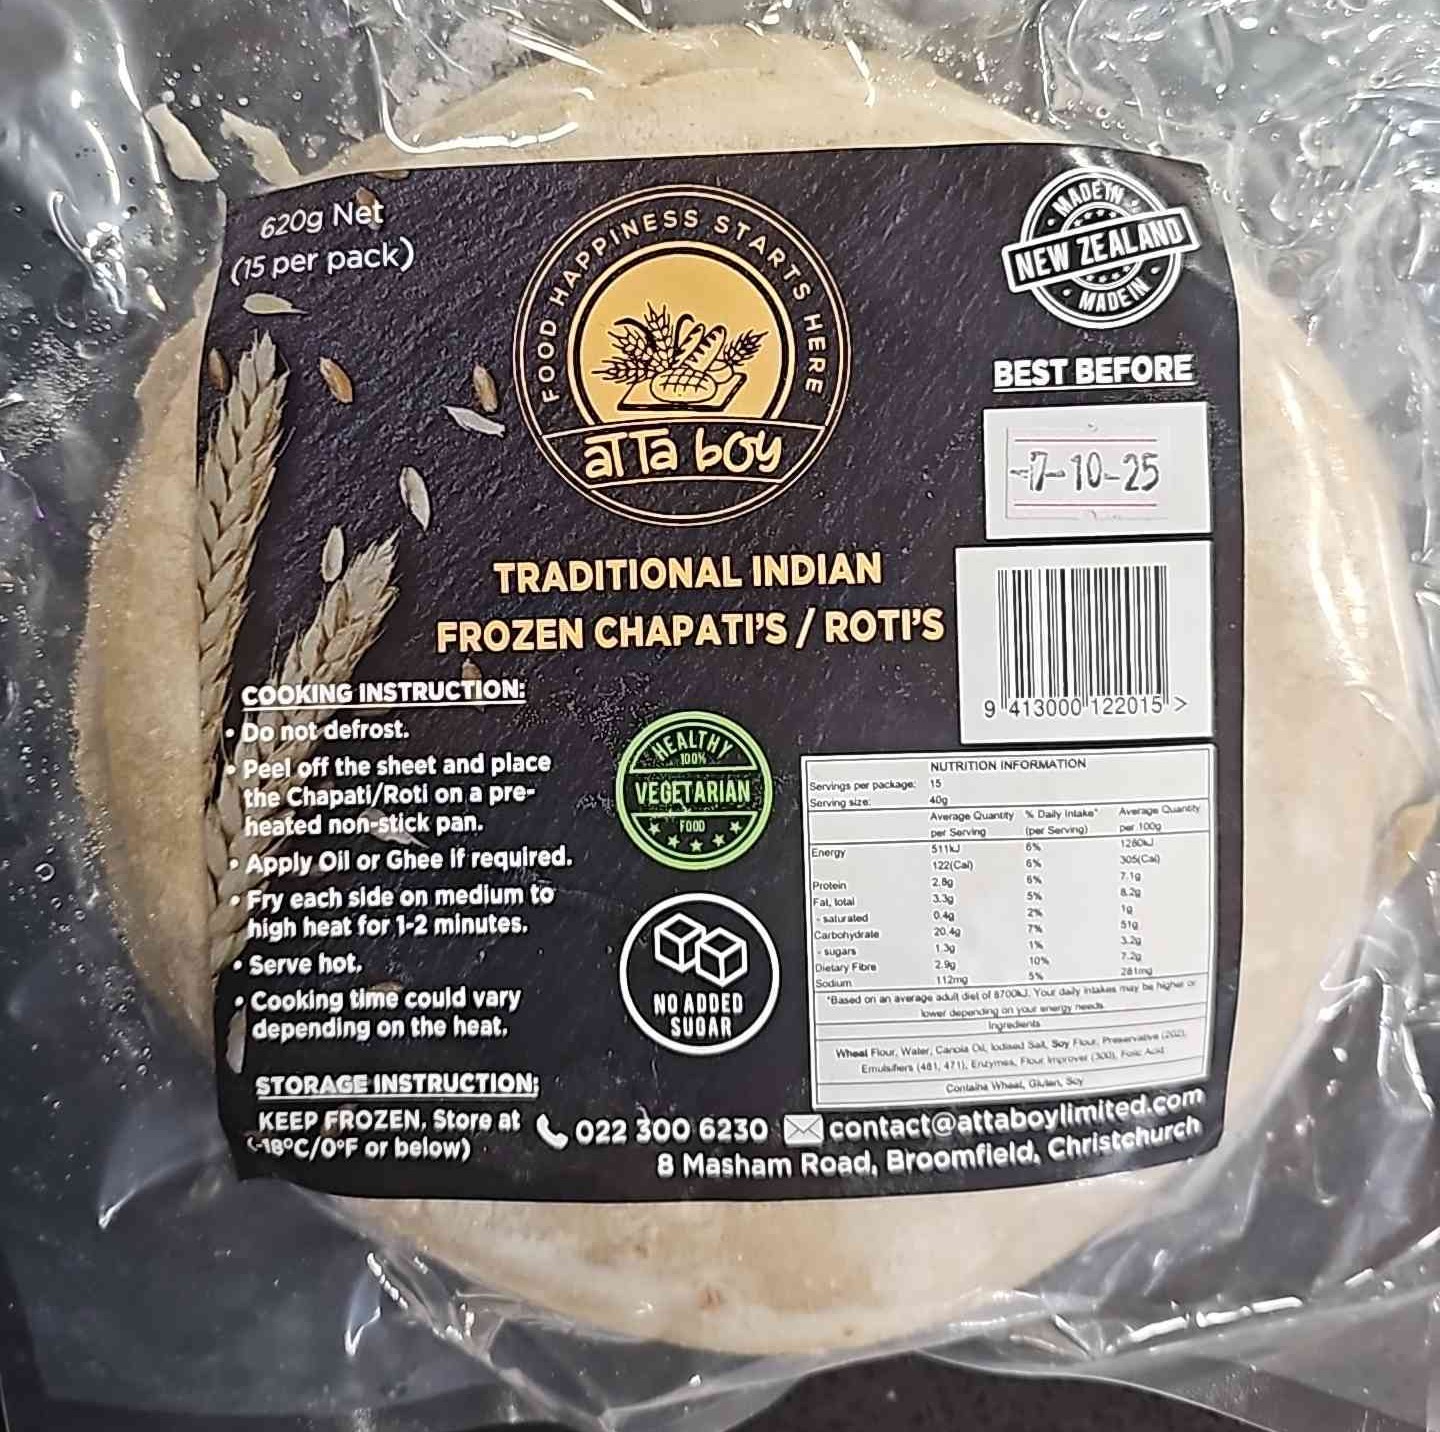 620g Net
(15 per pack)
FOOD HAPPINESS STARTS HERE
atta boy
MADE IN
NEW ZEALAND
MADE IN
BEST BEFORE
-7-10-25
TRADITIONAL INDIAN
FROZEN CHAPATI'S / ROTI'S
9 413000 122015 >
COOKING INSTRUCTION:
• Do not defrost.
• Peel off the sheet and place
the Chapati/Roti on a pre-
heated non-stick pan.
• Apply Oil or Ghee if required.
• Fry each side on medium to
high heat for 1-2 minutes.
• Serve hot.
• Cooking time could vary
depending on the heat.
STORAGE INSTRUCTION:
KEEP FROZEN, Store at
(-18°C/0°F or below)
HEALTHY
100%
VEGETARIAN
FOOD
NO ADDED
SUGAR
NUTRITION INFORMATION
Servings per package: 15
Serving size: 40g
Average Quantity % Daily Intake* Average Quantity
per Serving (per Serving) per 100g
Energy 511kJ 6% 1280kJ
122(Cal) 6% 305(Cal)
Protein 2.8g 6% 7.1g
Fat, total 3.3g 5% 8.2g
- saturated 0.4g 2% 1g
Carbohydrate 20.4g 7% 51g
- sugars 1.3g 1% 3.2g
Dietary Fibre 2.9g 10% 7.2g
Sodium 112mg 5% 281mg
*Based on an average adult diet of 8700kJ. Your daily intakes may be higher or
lower depending on your energy needs.
Ingredients
Wheat Flour, Water, Canola Oil, Iodised Salt, Soy Flour, Preservative (202),
Emulsifiers (481, 471), Enzymes, Flour Improver (300), Folic Acid
Contains Wheat, Gluten, Soy
022 300 6230 contact@attaboylimited.com
8 Masham Road, Broomfield, Christchurch